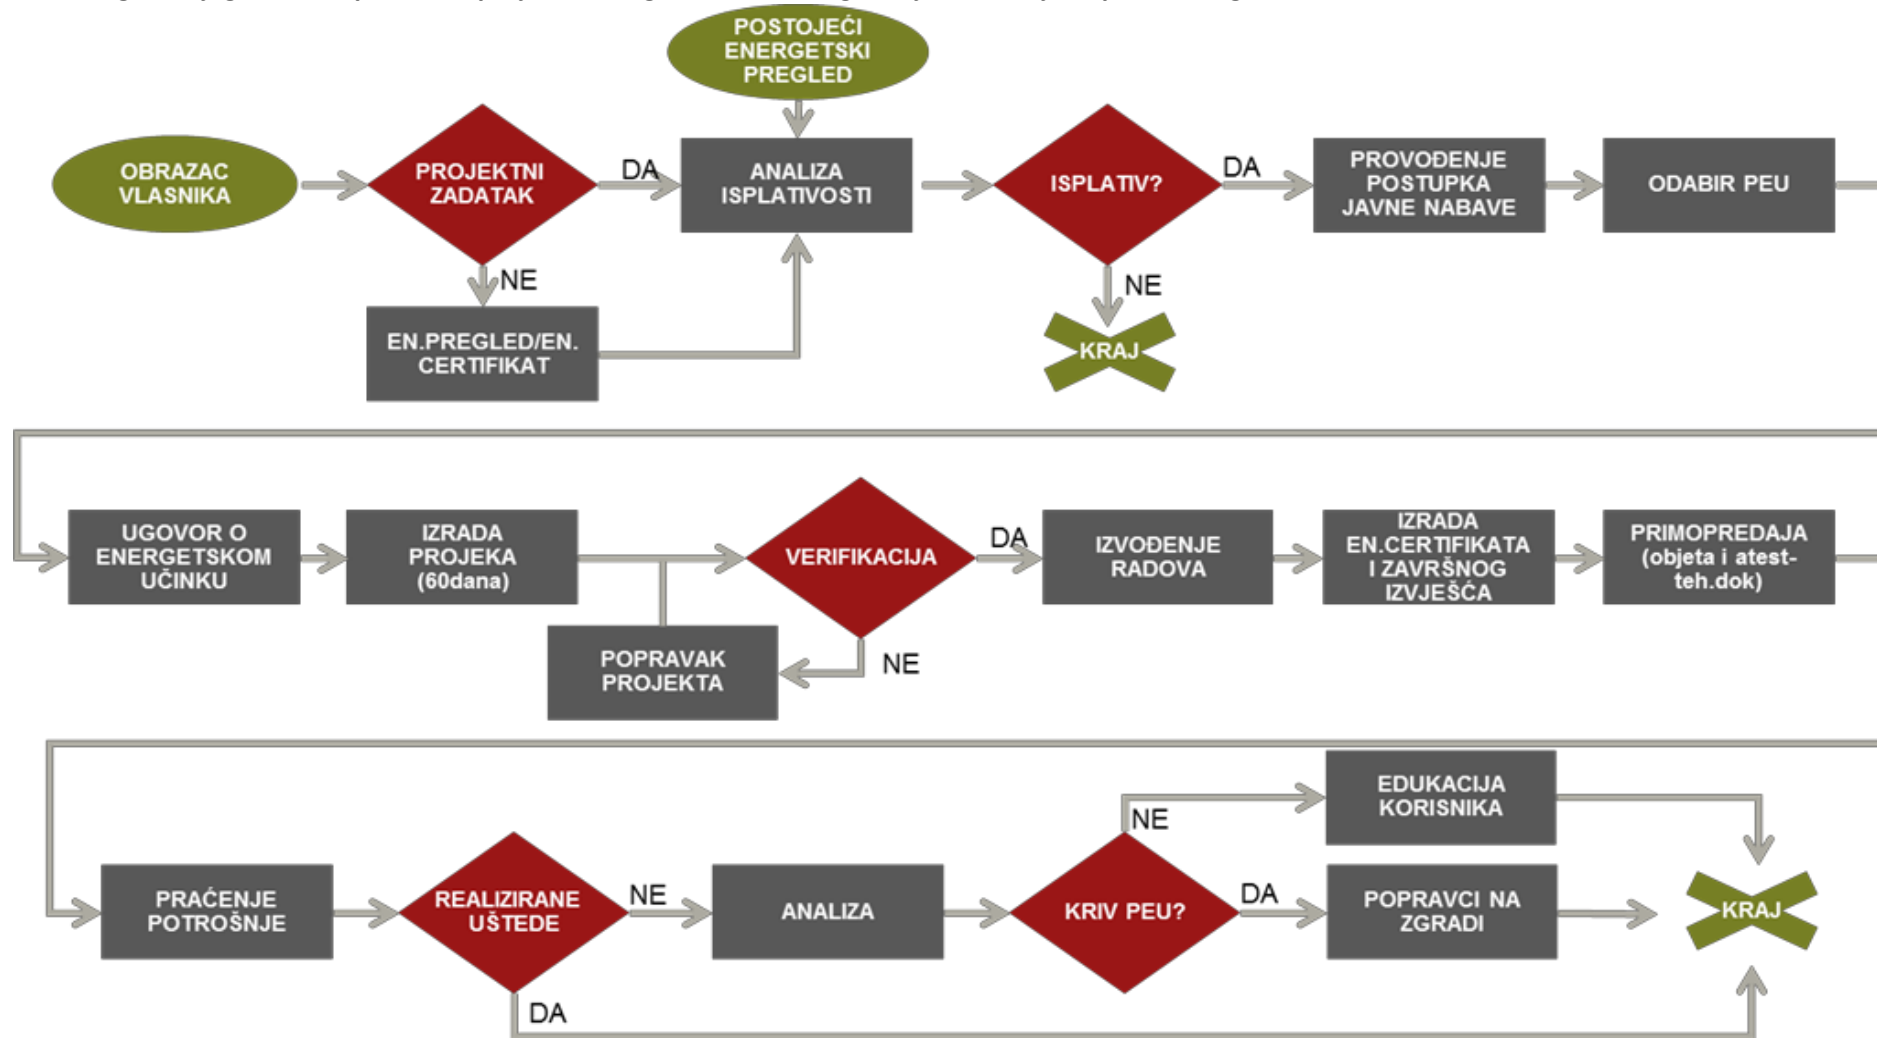 POSTOJEĆI
ENERGETSKI
PREGLED
OBRAZAC
VLASNIKA
PROJEKTNI
ZADATAK
DA
ANALIZA
ISPLATIVOSTI
ISPLATIV?
DA
PROVOĐENJE
POSTUPKA
JAVNE NABAVE
ODABIR PEU
NE
EN.PREGLED/EN.
CERTIFIKAT
NE
KRAJ
UGOVOR O
ENERGETSKOM
UČINKU
IZRADA
PROJEKA
(60dana)
VERIFIKACIJA
DA
IZVOĐENJE
RADOVA
IZRADA
EN.CERTIFIKATA
I ZAVRŠNOG
IZVJEŠĆA
PRIMOPREDAJA
(objeta i atest-
teh.dok)
POPRAVAK
PROJEKTA
NE
PRAĆENJE
POTROŠNJE
REALIZIRANE
UŠTEDE
NE
ANALIZA
KRIV PEU?
NE
EDUKACIJA
KORISNIKA
DA
POPRAVCI NA
ZGRADI
KRAJ
DA